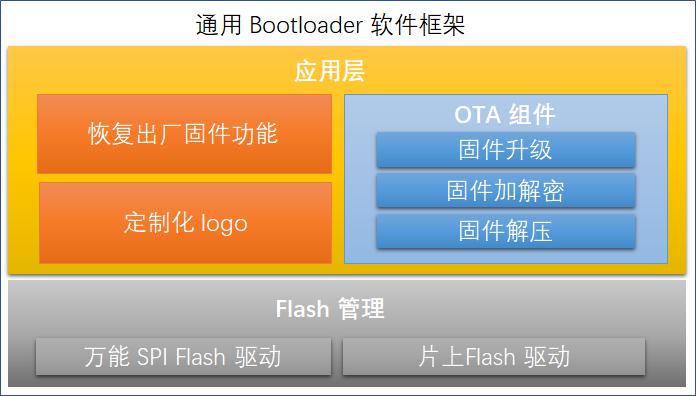 通用 Bootloader 软件框架
应用层
恢复出厂固件功能
定制化 logo
OTA 组件
固件升级
固件加解密
固件解压
Flash 管理
万能 SPI Flash 驱动
片上Flash 驱动